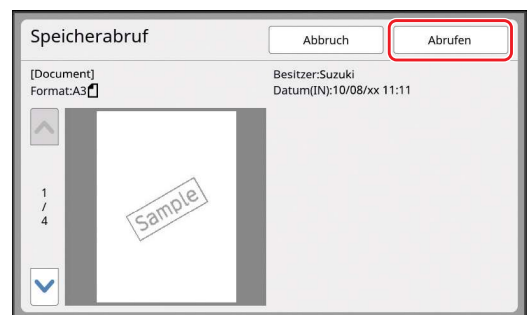 Speicherabruf
Abbruch
Abrufen
[Document]
Format:A3
Besitzer:Suzuki
Datum(IN):10/08/xx 11:11
1
/
4
Sample